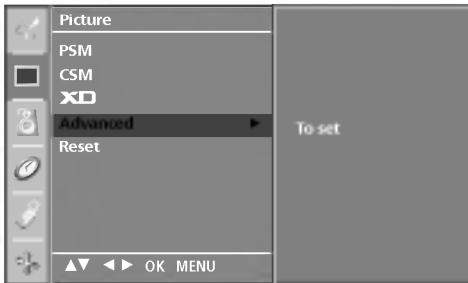 Picture
PSM
CSM
XD
Advanced
To set
Reset
OK MENU